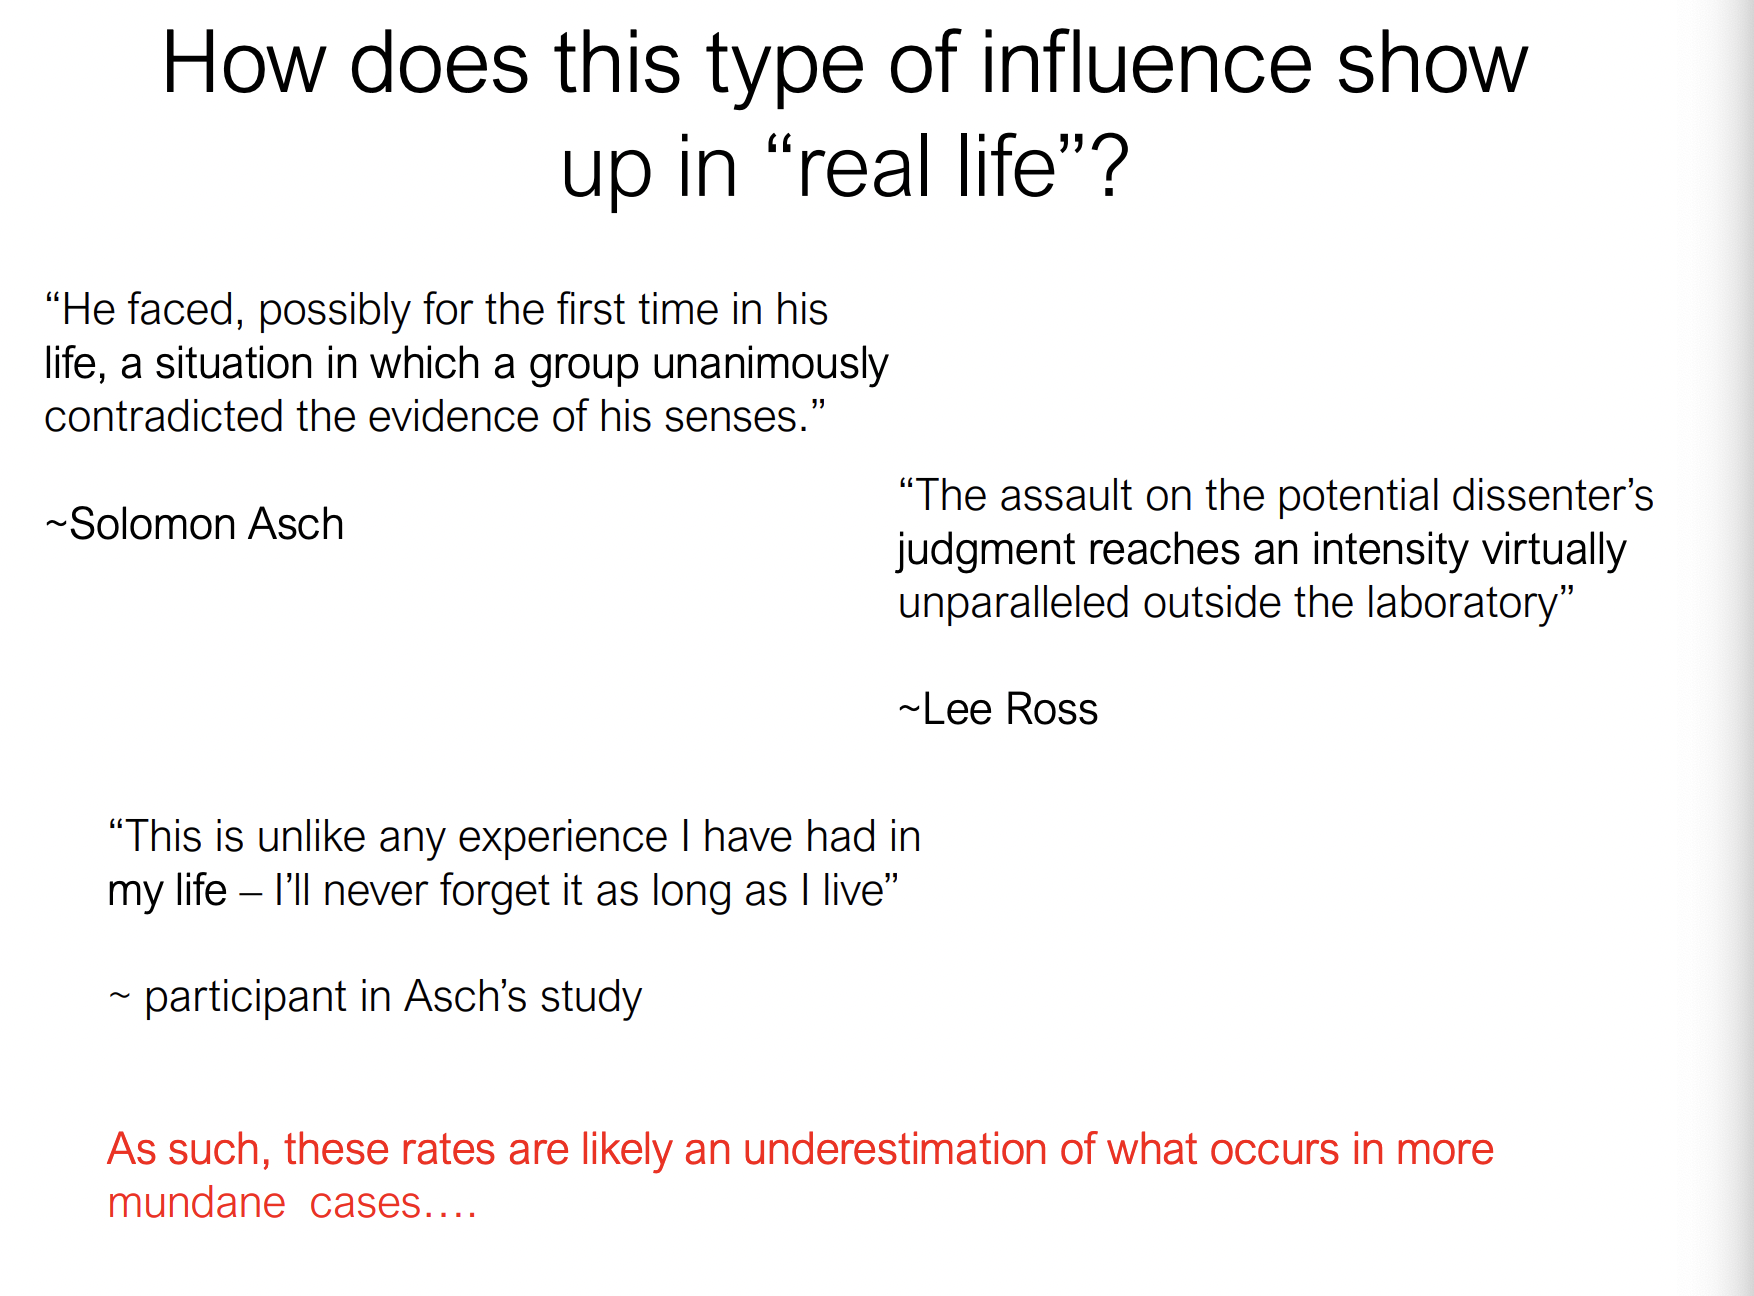 How does this type of influence show
up in “real life”?
“He faced, possibly for the first time in his
life, a situation in which a group unanimously
contradicted the evidence of his senses.”
~Solomon Asch
“The assault on the potential dissenter’s
judgment reaches an intensity virtually
unparalleled outside the laboratory”
~Lee Ross
“This is unlike any experience I have had in
my life – I’ll never forget it as long as I live”
~ participant in Asch’s study
As such, these rates are likely an underestimation of what occurs in more
mundane  cases….